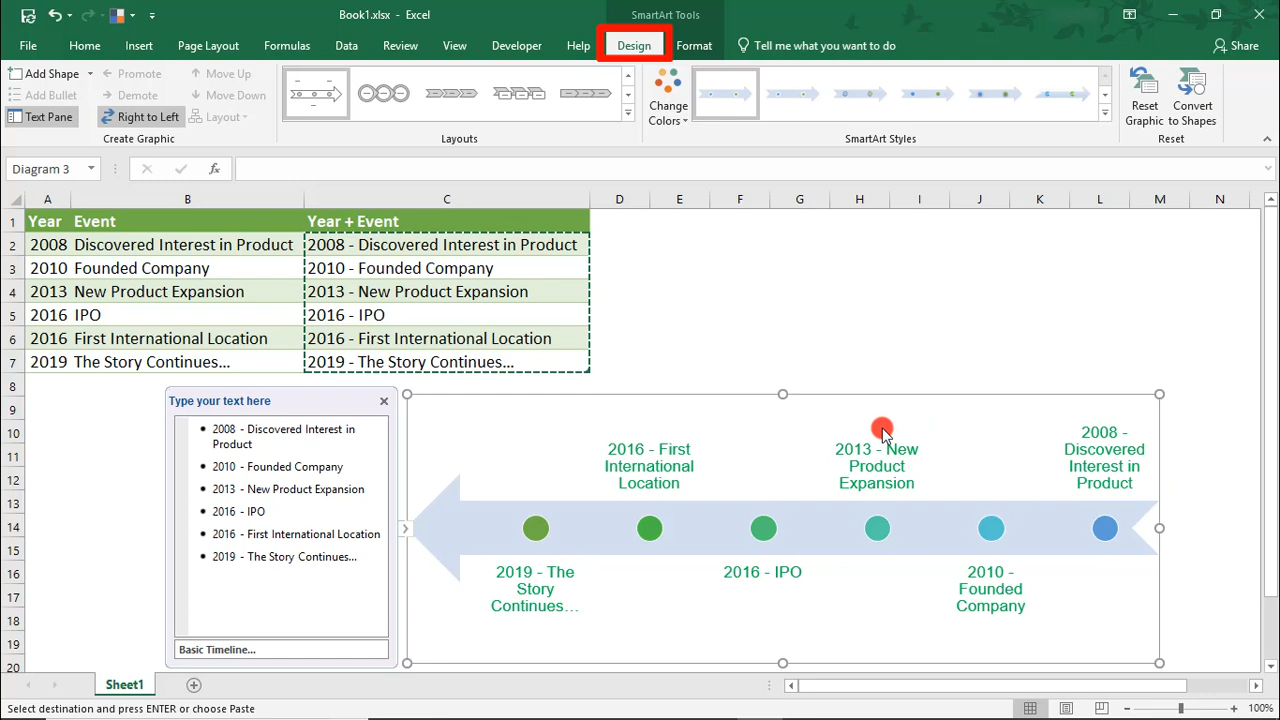 Book1.xlsx - Excel
SmartArt Tools
File Home Insert Page Layout Formulas Data Review View Developer Help Design Format Tell me what you want to do Share
Add Shape Promote Move Up
Add Bullet Demote Move Down
Text Pane Right to Left Layout
Create Graphic
Layouts
Change
Colors
SmartArt Styles
Reset
Graphic
Convert
to Shapes
Reset
Diagram 3
fx
A B C D E F G H I J K L M N
1 Year Event Year + Event
2 2008 Discovered Interest in Product 2008 - Discovered Interest in Product
3 2010 Founded Company 2010 - Founded Company
4 2013 New Product Expansion 2013 - New Product Expansion
5 2016 IPO 2016 - IPO
6 2016 First International Location 2016 - First International Location
7 2019 The Story Continues... 2019 - The Story Continues...
8
9
10
11
12
13
14
15
16
17
18
19
20
Type your text here
2008 - Discovered Interest in
Product
2010 - Founded Company
2013 - New Product Expansion
2016 - IPO
2016 - First International Location
2019 - The Story Continues...
Basic Timeline...
2019 - The
Story
Continues...
2016 - First
International
Location
2016 - IPO
2013 - New
Product
Expansion
2010 -
Founded
Company
2008 -
Discovered
Interest in
Product
Sheet1
Select destination and press ENTER or choose Paste
100%